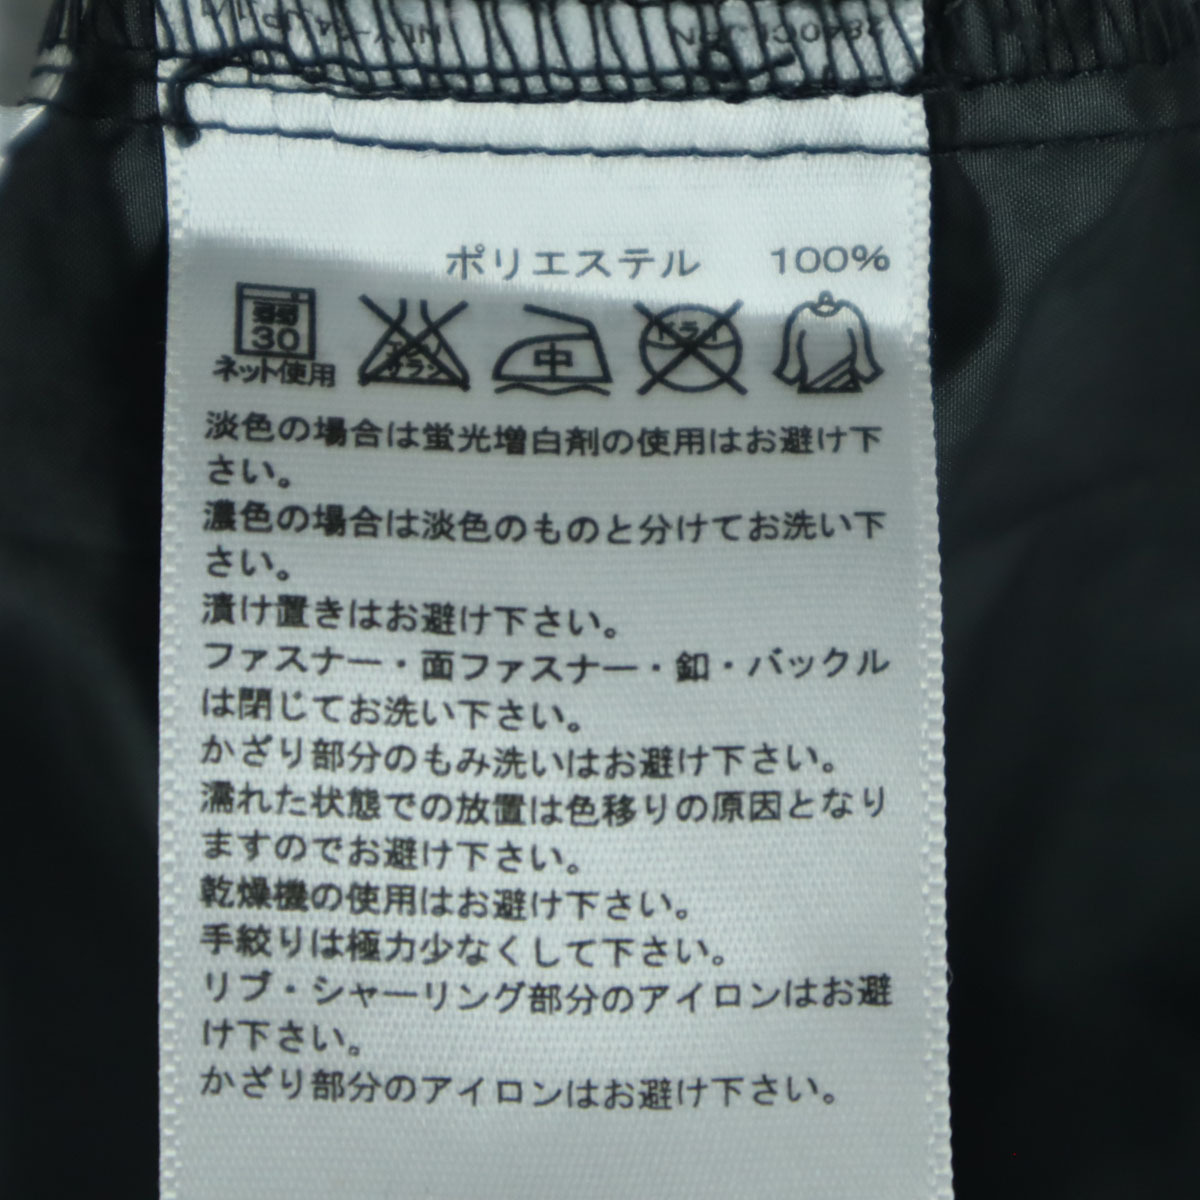 ポリエステル 100%
弱 30 エンソ サラシ 中 ドライ
ネット使用
淡色の場合は蛍光増白剤の使用はお避け下
さい。
濃色の場合は淡色のものと分けてお洗い下
さい。
漬け置きはお避け下さい。
ファスナー・面ファスナー・釦・バックル
は閉じてお洗い下さい。
かざり部分のもみ洗いはお避け下さい。
濡れた状態での放置は色移りの原因となり
ますのでお避け下さい。
乾燥機の使用はお避け下さい。
手絞りは極力少なくして下さい。
リブ・シャーリング部分のアイロンはお避
け下さい。
かざり部分のアイロンはお避け下さい。